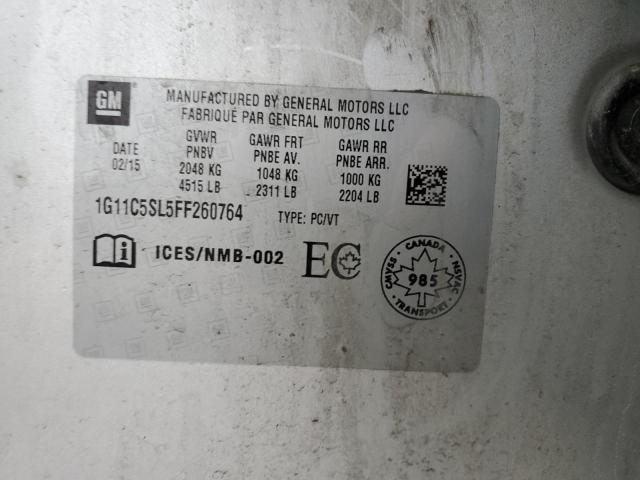 GM
MANUFACTURED BY GENERAL MOTORS LLC
FABRIQUÉ PAR GENERAL MOTORS LLC
DATE
02/15
GVWR
PNBV
2048 KG
4515 LB
GAWR FRT
PNBE AV.
1048 KG
2311 LB
GAWR RR
PNBE ARR.
1000 KG
2204 LB
1G11C5SL5FF260764 TYPE: PC/VT
i ICES/NMB-002 EC
CANADA
CMVSS
NSVAC
985
TRANSPORT